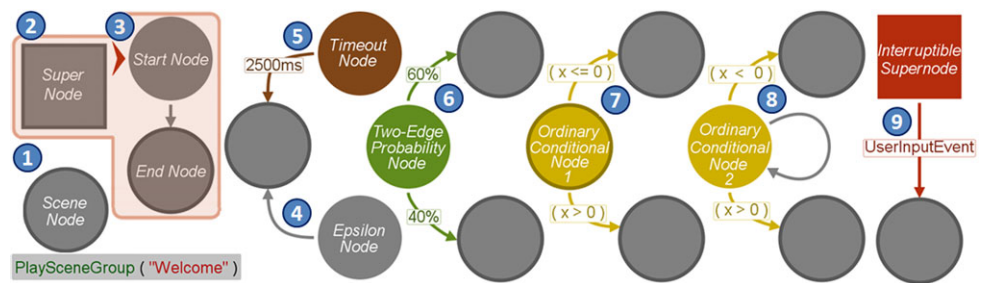 2
3
Super
Node
Start Node
End Node
1
Scene
Node
PlaySceneGroup ( "Welcome" )
5
Timeout
Node
2500ms
4
Epsilon
Node
60%
6
Two-Edge
Probability
Node
40%
( x <= 0 )
7
Ordinary
Conditional
Node
1
( x > 0 )
( x < 0 )
8
Ordinary
Conditional
Node
2
( x > 0 )
Interruptible
Supernode
9
UserInputEvent